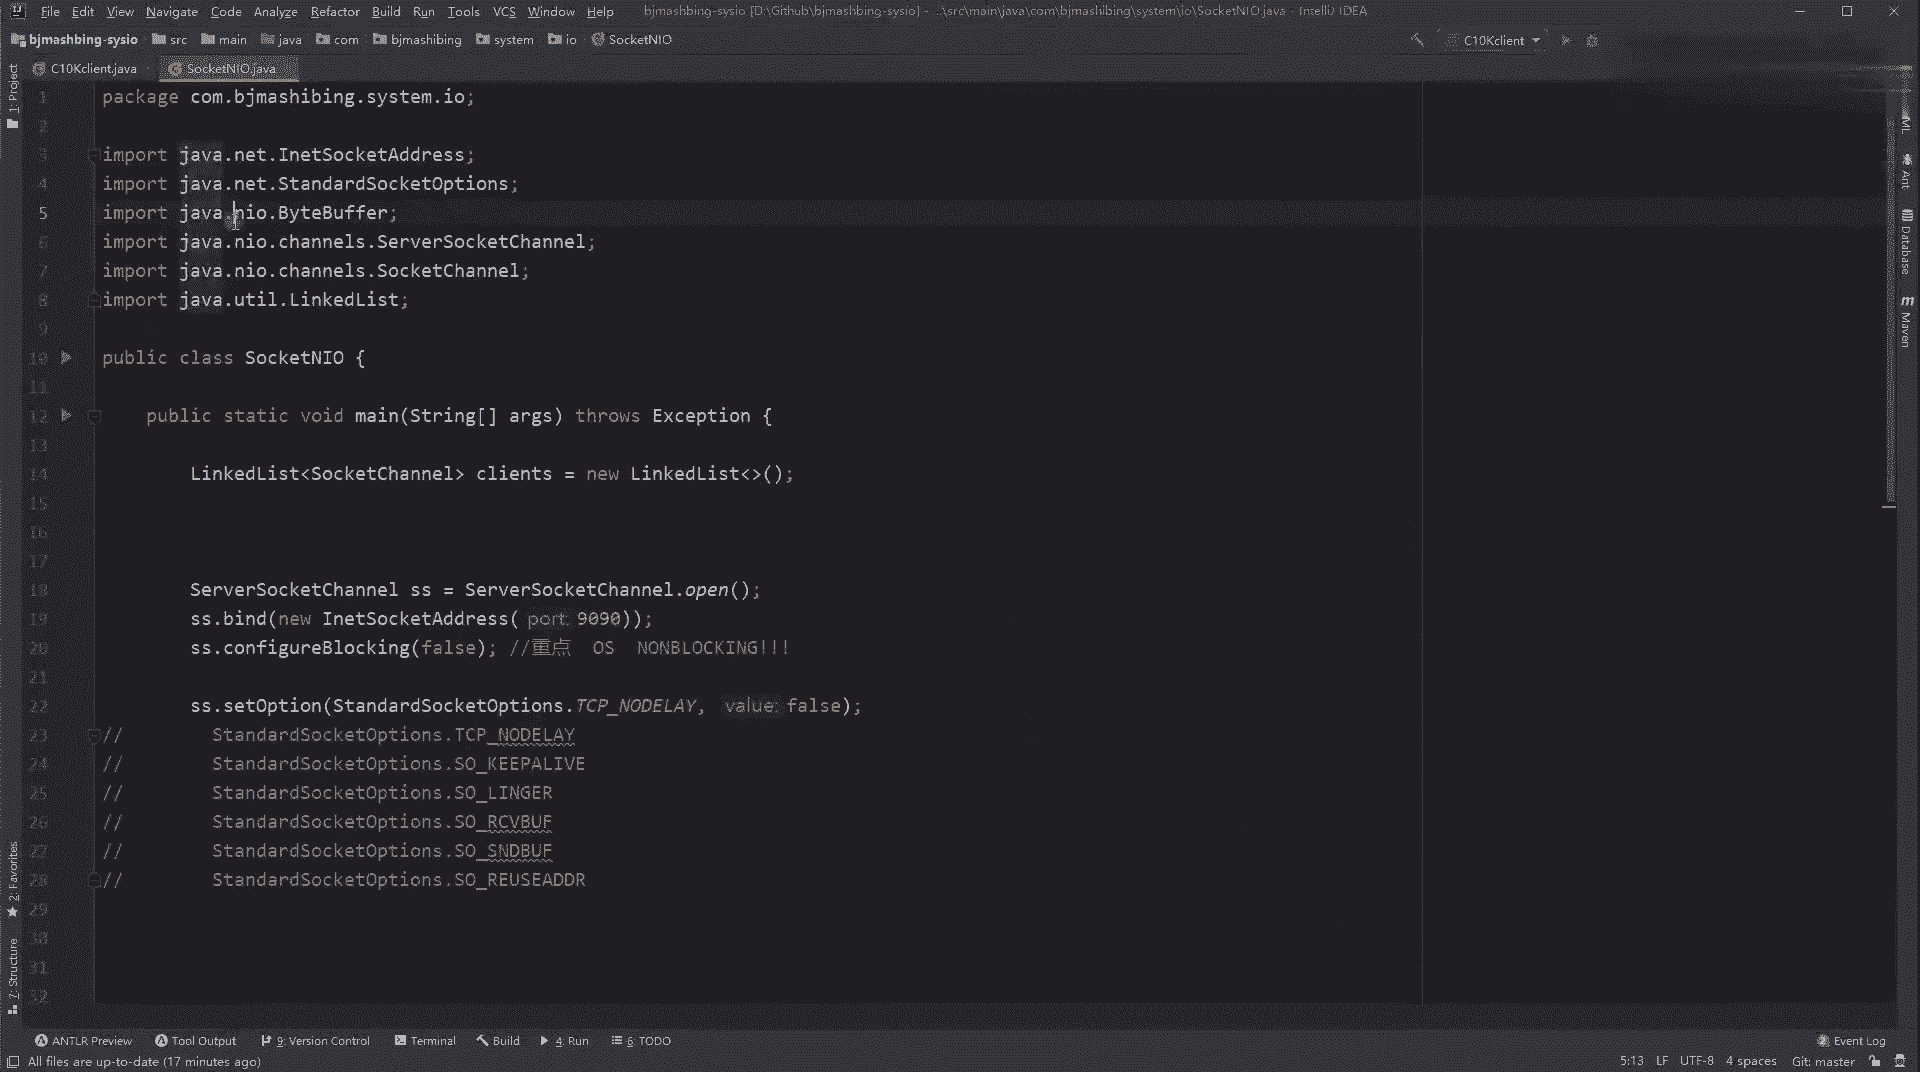 File Edit View Navigate Code Analyze Refactor Build Run Tools VCS Window Help bjmashbing-sysio [D:\Github\bjmashbing-sysio] - ...\src\main\java\com\bjmashibing\system\io\SocketNIO.java - IntelliJ IDEA
bjmashbing-sysio src main java com bjmashibing system io SocketNIO C10Kclient
1: Project
C10Kclient.java SocketNIO.java
1 package com.bjmashibing.system.io;
2
3 import java.net.InetSocketAddress;
4 import java.net.StandardSocketOptions;
5 import java.nio.ByteBuffer;
6 import java.nio.channels.ServerSocketChannel;
7 import java.nio.channels.SocketChannel;
8 import java.util.LinkedList;
9
10 public class SocketNIO {
11
12 public static void main(String[] args) throws Exception {
13
14 LinkedList<SocketChannel> clients = new LinkedList<>();
15
16
17
18 ServerSocketChannel ss = ServerSocketChannel.open();
19 ss.bind(new InetSocketAddress( port: 9090));
20 ss.configureBlocking(false); //重点 OS NONBLOCKING!!!
21
22 ss.setOption(StandardSocketOptions.TCP_NODELAY, value: false);
23 // StandardSocketOptions.TCP_NODELAY
24 // StandardSocketOptions.SO_KEEPALIVE
25 // StandardSocketOptions.SO_LINGER
26 // StandardSocketOptions.SO_RCVBUF
27 // StandardSocketOptions.SO_SNDBUF
28 // StandardSocketOptions.SO_REUSEADDR
29
30
31
32
Ant
Database
m Maven
2: Favorites
7: Structure
ANTLR Preview Tool Output 9: Version Control Terminal Build 4: Run 6: TODO Event Log
All files are up-to-date (17 minutes ago) 5:13 LF UTF-8 4 spaces Git: master